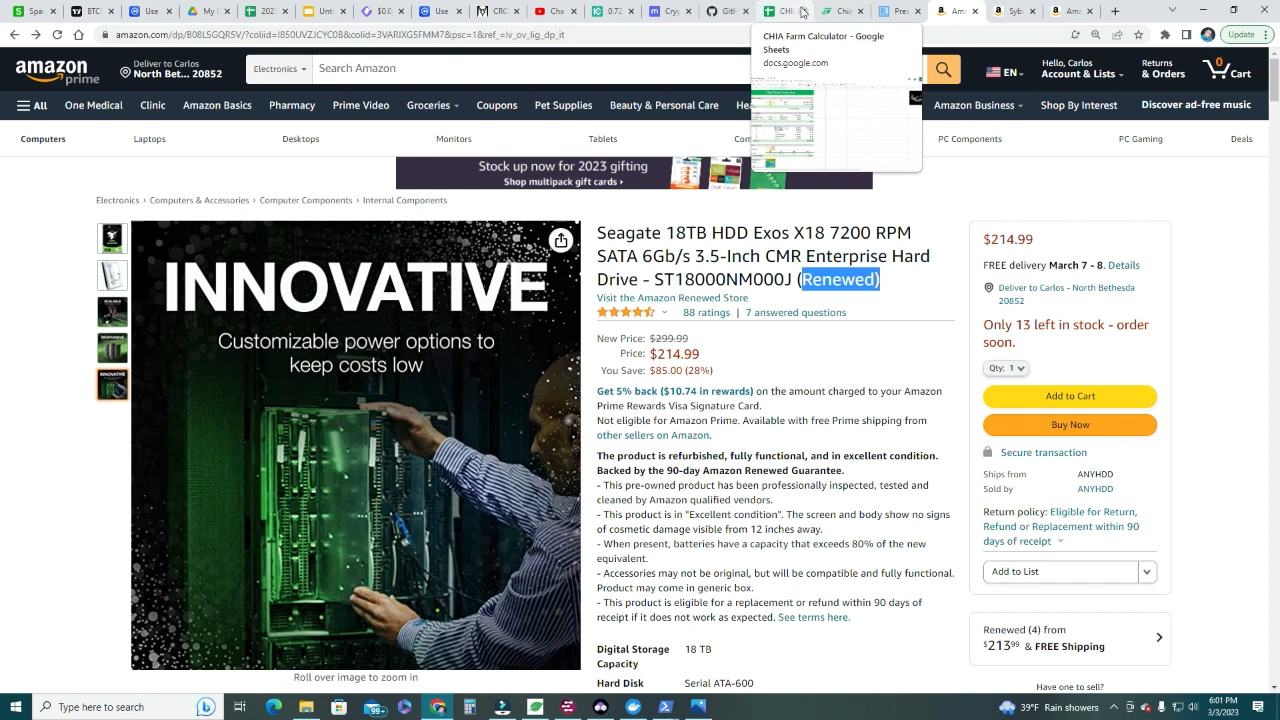 Spac
Inbo
Vide
Grap
Goo
Use
(CRC
Che
0.72
Cryp
Chi
CHI
CHI
A
A
A
A
amazon.com/dp/B08LSGQR5V/?coliid=I850UVZJCYC0B&colid=3VARIXG5FMM7&psc=1&ref_=lv_ov_lig_dp_it
Update
CHIA Farm Calculator - Google
Sheets
docs.google.com
amazon
prime
Deliver to Carlos
North Bet... 20852
Electronics
Search Amazon
EN
Hello, Carlos
Returns
& Orders
0
All
Clinic
Pharmacy
Groceries
Pet Supplies
Beauty & Personal Care
Amazon Business
Discover ad-free music
Monitors
Tablets
PC Components
Gaming
Stock up now for 2023 gifting
Shop multipack gift cards ›
Electronics › Computers & Accessories › Computer Components › Internal Components
INNOVATIVE
Customizable power options to
keep costs low
Roll over image to zoom in
Seagate 18TB HDD Exos X18 7200 RPM
SATA 6Gb/s 3.5-Inch CMR Enterprise Hard
Drive - ST18000NM000J (Renewed)
Visit the Amazon Renewed Store
88 ratings | 7 answered questions
New Price: $299.99
Price: $214.99
You Save: $85.00 (28%)
Get 5% back ($10.74 in rewards) on the amount charged to your Amazon
Prime Rewards Visa Signature Card.
Not eligible for Amazon Prime. Available with free Prime shipping from
other sellers on Amazon.
The product is refurbished, fully functional, and in excellent condition.
Backed by the 90-day Amazon Renewed Guarantee.
- This pre-owned product has been professionally inspected, tested and
cleaned by Amazon qualified vendors.
- This product is in "Excellent condition". The screen and body show no signs
of cosmetic damage visible from 12 inches away.
- When present, batteries have a capacity that exceeds 80% of the new
equivalent.
- Accessories may not be original, but will be compatible and fully functional.
Product may come in generic box.
- This product is eligible for a replacement or refund within 90 days of
receipt if it does not work as expected. See terms here.
Digital Storage 18 TB
Capacity
Hard Disk Serial ATA-600
$214.99
FREE delivery March 7 - 8. Details
Deliver to Carlos - North Bethesda
20852
Only 13 left in stock - order
soon.
Qty: 1
Add to Cart
Buy Now
Secure transaction
Ships from ANYHDD
Sold by ANYHDD
Return policy: Eligible for Return,
Refund or Replacement within 90
days of receipt
Add to List
Renewed (4) from
$213.99 & FREE Shipping
Have one to sell?
Type here to search
39°F Rain showers
6:01 PM
3/3/2023